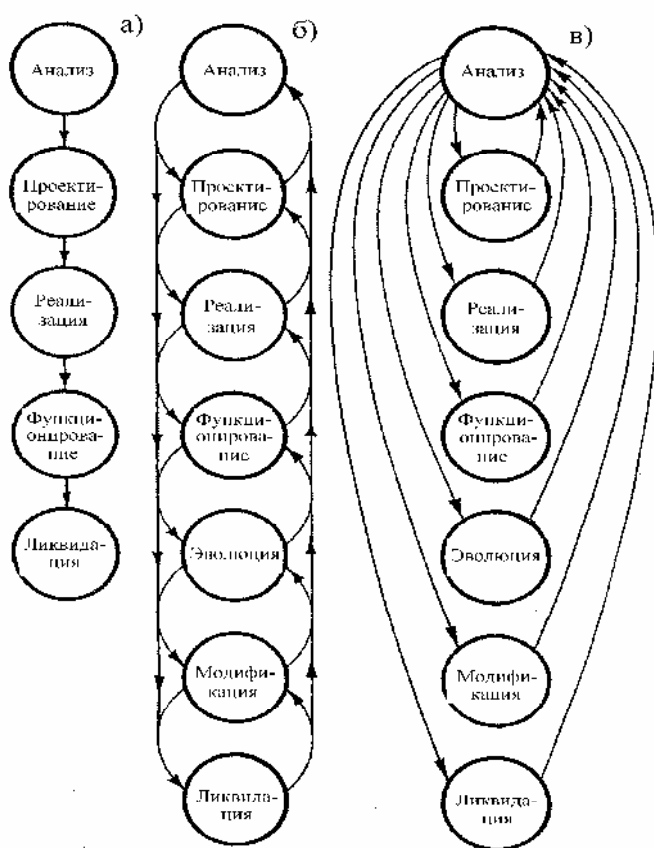 а)
Анализ
Проекти-
рование
Реали-
зация
Функци-
онирова-
ние
Ликвида-
ция
б)
Анализ
Проекти-
рование
Реали-
зация
Функци-
онирова-
ние
Эволюция
Модифи-
кация
Ликвида-
ция
в)
Анализ
Проекти-
рование
Реали-
зация
Функци-
онирова-
ние
Эволюция
Модифи-
кация
Ликвида-
ция